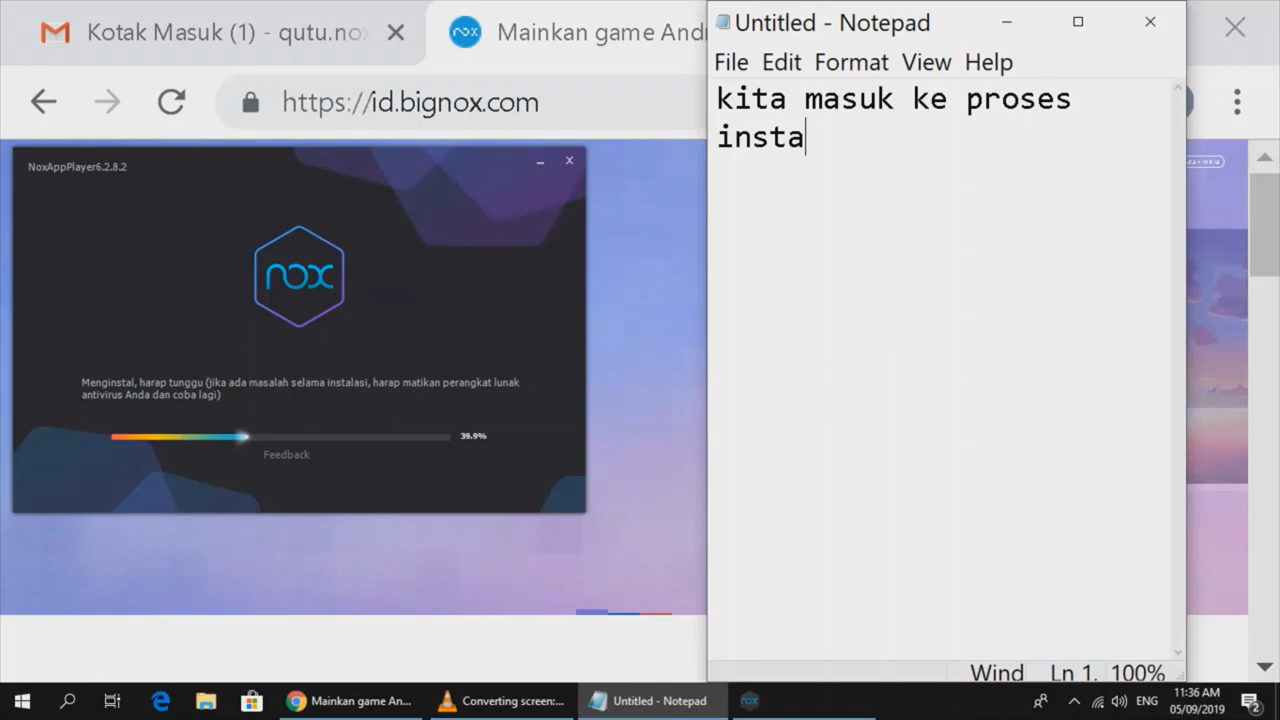 Kotak Masuk (1) - qutu.no
Mainkan game Andr
https://id.bignox.com
NoxAppPlayer6.2.8.2
nox
Menginstal, harap tunggu (jika ada masalah selama instalasi, harap matikan perangkat lunak
antivirus Anda dan coba lagi)
39.9%
Feedback
Untitled - Notepad
File Edit Format View Help
kita masuk ke proses
insta
Wind Ln 1, 100%
Mainkan game An...
Converting screen:...
Untitled - Notepad
nox
ENG
11:36 AM
05/09/2019
2